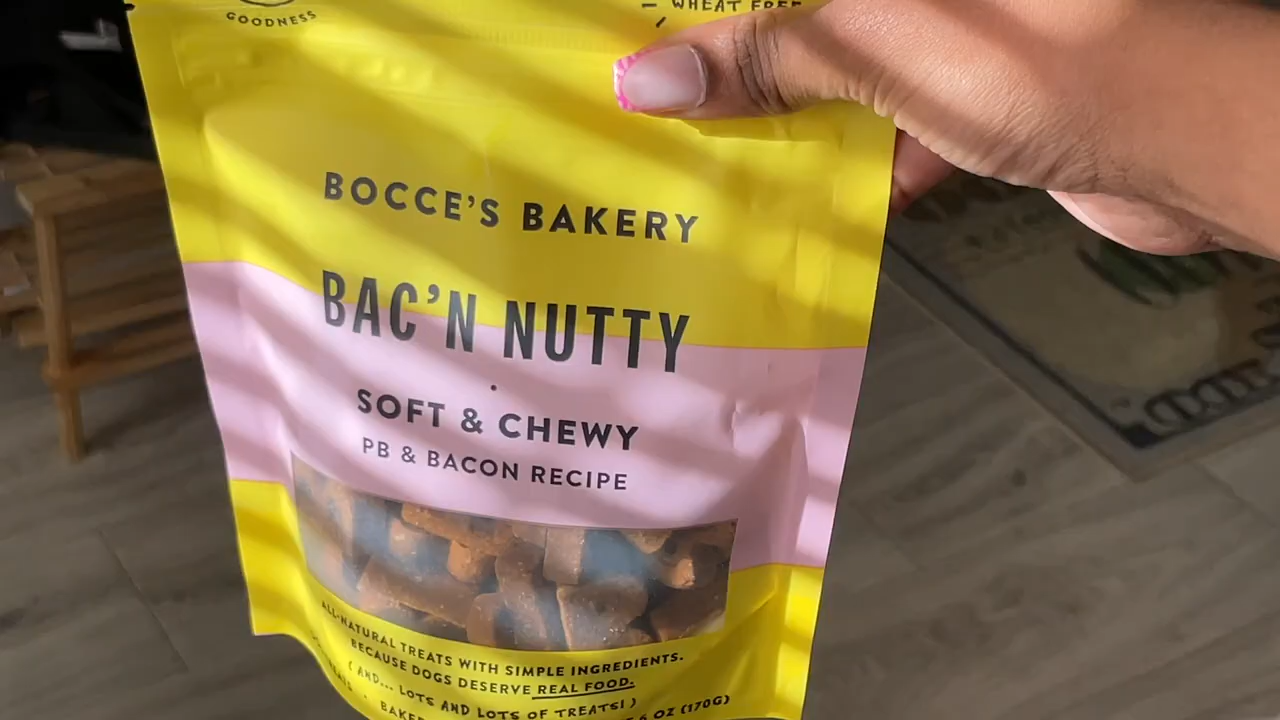 GOODNESS
WHEAT FREE
BOCCE'S BAKERY
BAC'N NUTTY
SOFT & CHEWY
PB & BACON RECIPE
ALL-NATURAL TREATS WITH SIMPLE INGREDIENTS.
BECAUSE DOGS DESERVE REAL FOOD.
( AND... LOTS AND LOTS OF TREATS! )
6 OZ (170G)